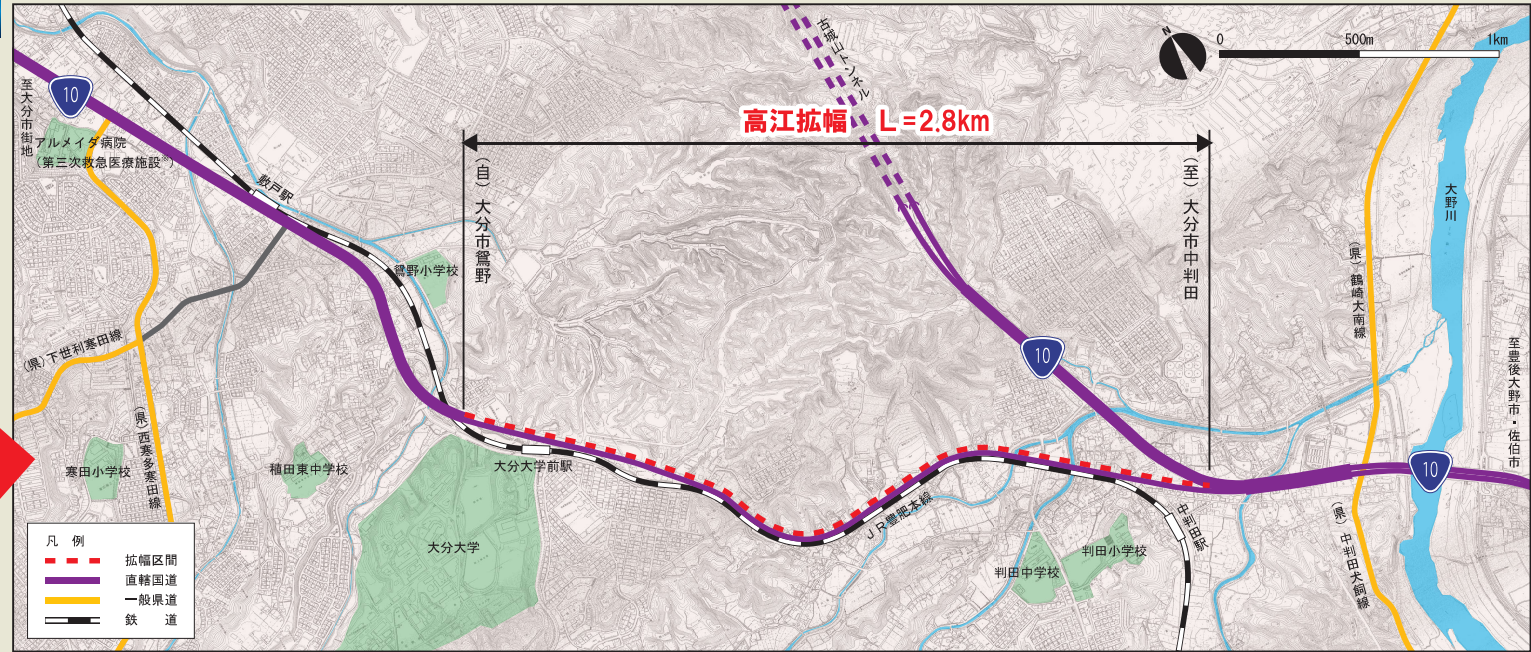 10
至大分市街地
アルメイダ病院
(第三次救急医療施設※)
敷戸駅
古城山トンネル
N
0 500m 1km
高江拡幅 L=2.8km
(自)大分市鴛野
(至)大分市中判田
鴛野小学校
(県)下世利寒田線
(県)西寒多寒田線
寒田小学校
稙田東中学校
大分大学前駅
大分大学
10
JR豊肥本線
中判田駅
判田中学校
判田小学校
(県)鶴崎大南線
大野川
至豊後大野市・佐伯市
10
(県)中判田犬飼線
凡 例
拡幅区間
直轄国道
一般県道
鉄 道